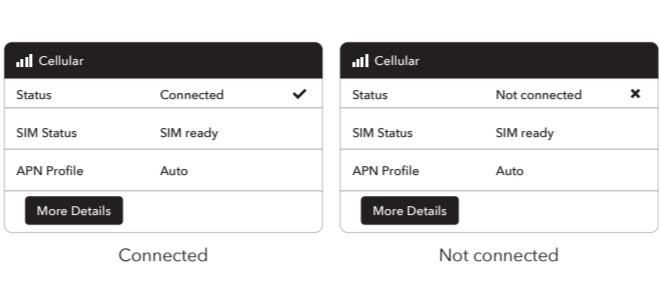 Cellular
Status Connected
SIM Status SIM ready
APN Profile Auto
More Details
Connected
Cellular
Status Not connected
SIM Status SIM ready
APN Profile Auto
More Details
Not connected